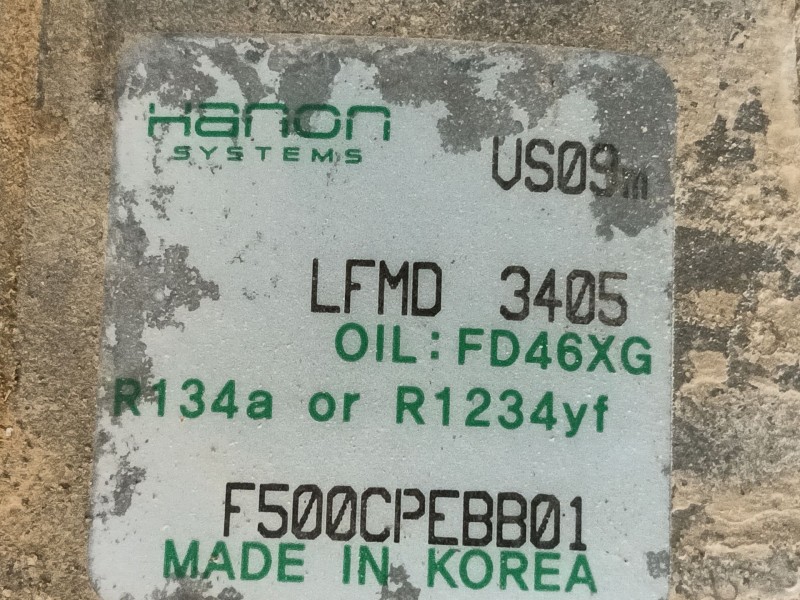 Hanon
SYSTEMS
VS09m
LFMD 3405
OIL: FD46XG
R134a or R1234yf
F500CPEBB01
MADE IN KOREA